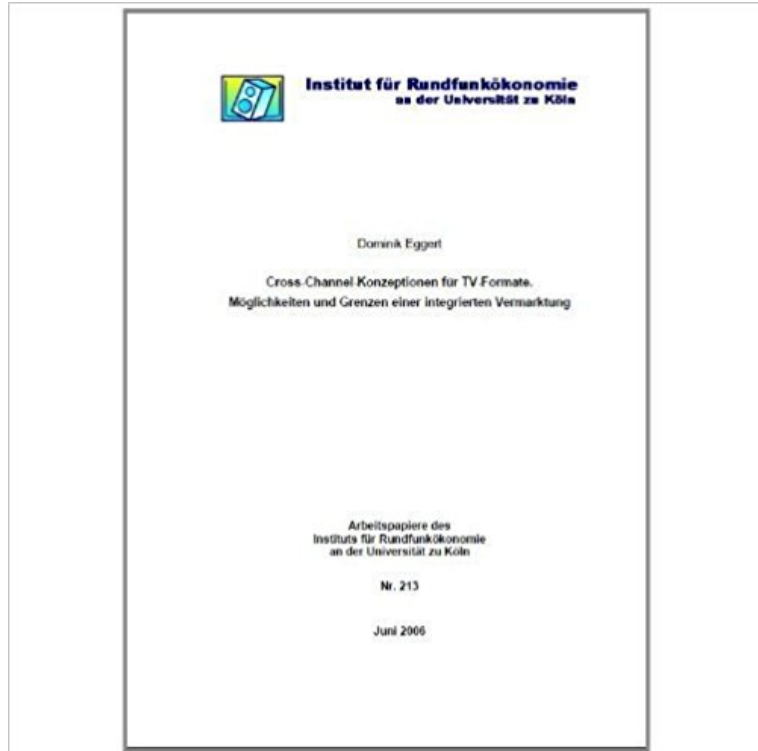 Institut für Rundfunkökonomie
an der Universität zu Köln
Dominik Eggert
Cross-Channel-Konzeptionen für TV-Formate.
Möglichkeiten und Grenzen einer integrierten Vermarktung
Arbeitspapiere des
Instituts für Rundfunkökonomie
an der Universität zu Köln
Nr. 213
Juni 2006